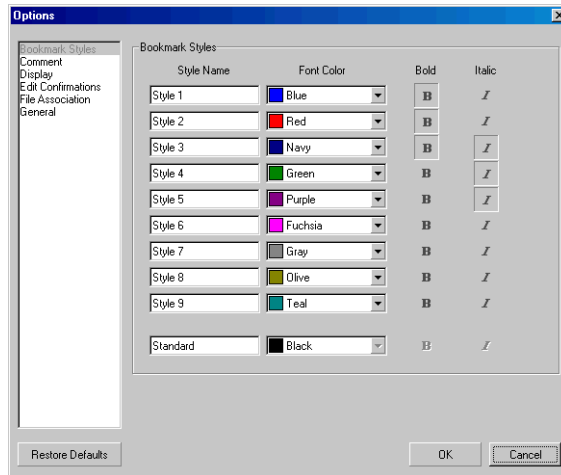 Options
Bookmark Styles
Comment
Display
Edit Confirmations
File Association
General
Bookmark Styles
Style Name Font Color Bold Italic
Style 1 Blue B I
Style 2 Red B I
Style 3 Navy B I
Style 4 Green B I
Style 5 Purple B I
Style 6 Fuchsia B I
Style 7 Gray B I
Style 8 Olive B I
Style 9 Teal B I
Standard Black B I
Restore Defaults OK Cancel